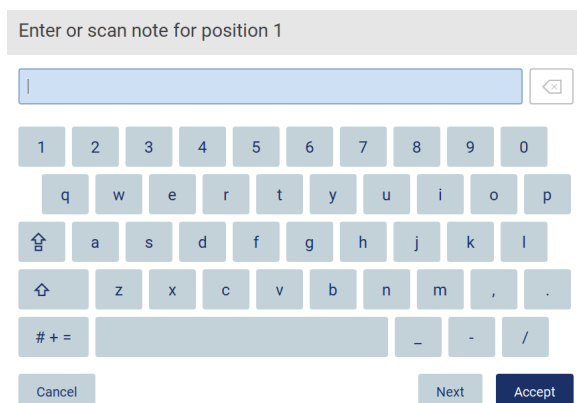 Enter or scan note for position 1
1 2 3 4 5 6 7 8 9 0
q w e r t y u i o p
a s d f g h j k l
z x c v b n m , .
# + = _ - /
Cancel Next Accept